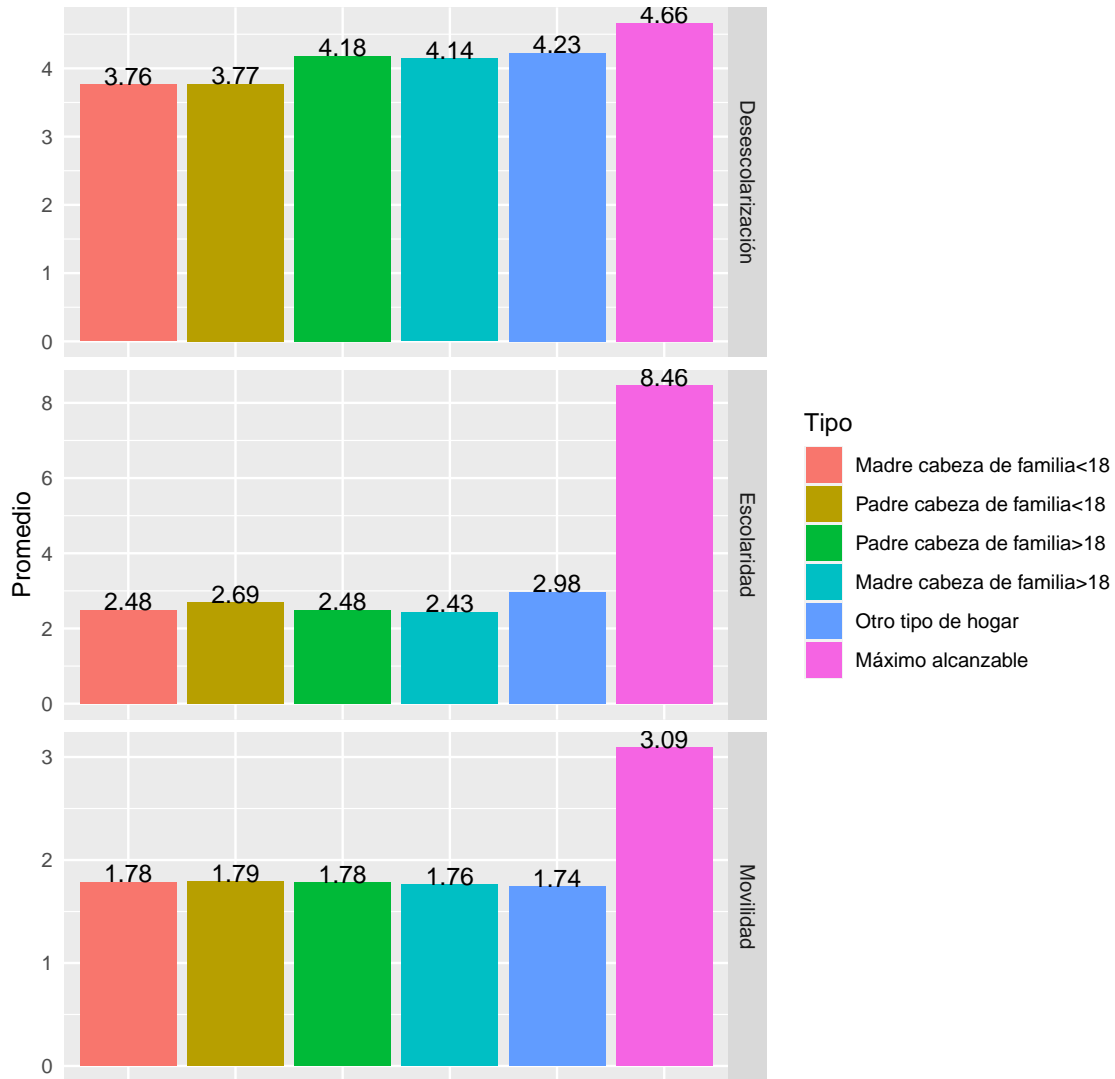 4.66
4.18
4.14
4.23
3.76
3.77
4
3
2
1
0
Desescolarización
8.46
8
6
4
2.98
2.48
2.69
2.48
2.43
2
0
Escolaridad
Promedio
3.09
3
2
1.78
1.79
1.78
1.76
1.74
1
0
Movilidad
Tipo
Madre cabeza de familia<18
Padre cabeza de familia<18
Padre cabeza de familia>18
Madre cabeza de familia>18
Otro tipo de hogar
Máximo alcanzable